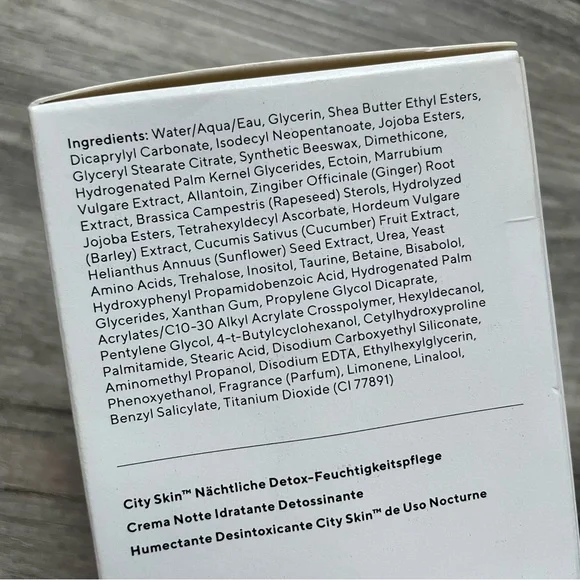 Ingredients: Water/Aqua/Eau, Glycerin, Shea Butter Ethyl Esters,
Dicaprylyl Carbonate, Isodecyl Neopentanoate, Jojoba Esters,
Glyceryl Stearate Citrate, Synthetic Beeswax, Dimethicone,
Hydrogenated Palm Kernel Glycerides, Ectoin, Marrubium
Vulgare Extract, Allantoin, Zingiber Officinale (Ginger) Root
Extract, Brassica Campestris (Rapeseed) Sterols, Hydrolyzed
Jojoba Esters, Tetrahexyldecyl Ascorbate, Hordeum Vulgare
(Barley) Extract, Cucumis Sativus (Cucumber) Fruit Extract,
Helianthus Annuus (Sunflower) Seed Extract, Urea, Yeast
Amino Acids, Trehalose, Inositol, Taurine, Betaine, Bisabolol,
Hydroxyphenyl Propamidobenzoic Acid, Hydrogenated Palm
Glycerides, Xanthan Gum, Propylene Glycol Dicaprate,
Acrylates/C10-30 Alkyl Acrylate Crosspolymer, Hexyldecanol,
Pentylene Glycol, 4-t-Butylcyclohexanol, Cetylhydroxyproline
Palmitamide, Stearic Acid, Disodium Carboxyethyl Siliconate,
Aminomethyl Propanol, Disodium EDTA, Ethylhexylglycerin,
Phenoxyethanol, Fragrance (Parfum), Limonene, Linalool,
Benzyl Salicylate, Titanium Dioxide (CI 77891)
City Skin™ Nächtliche Detox-Feuchtigkeitspflege
Crema Notte Idratante Detossinante
Humectante Desintoxicante City Skin™ de Uso Nocturne